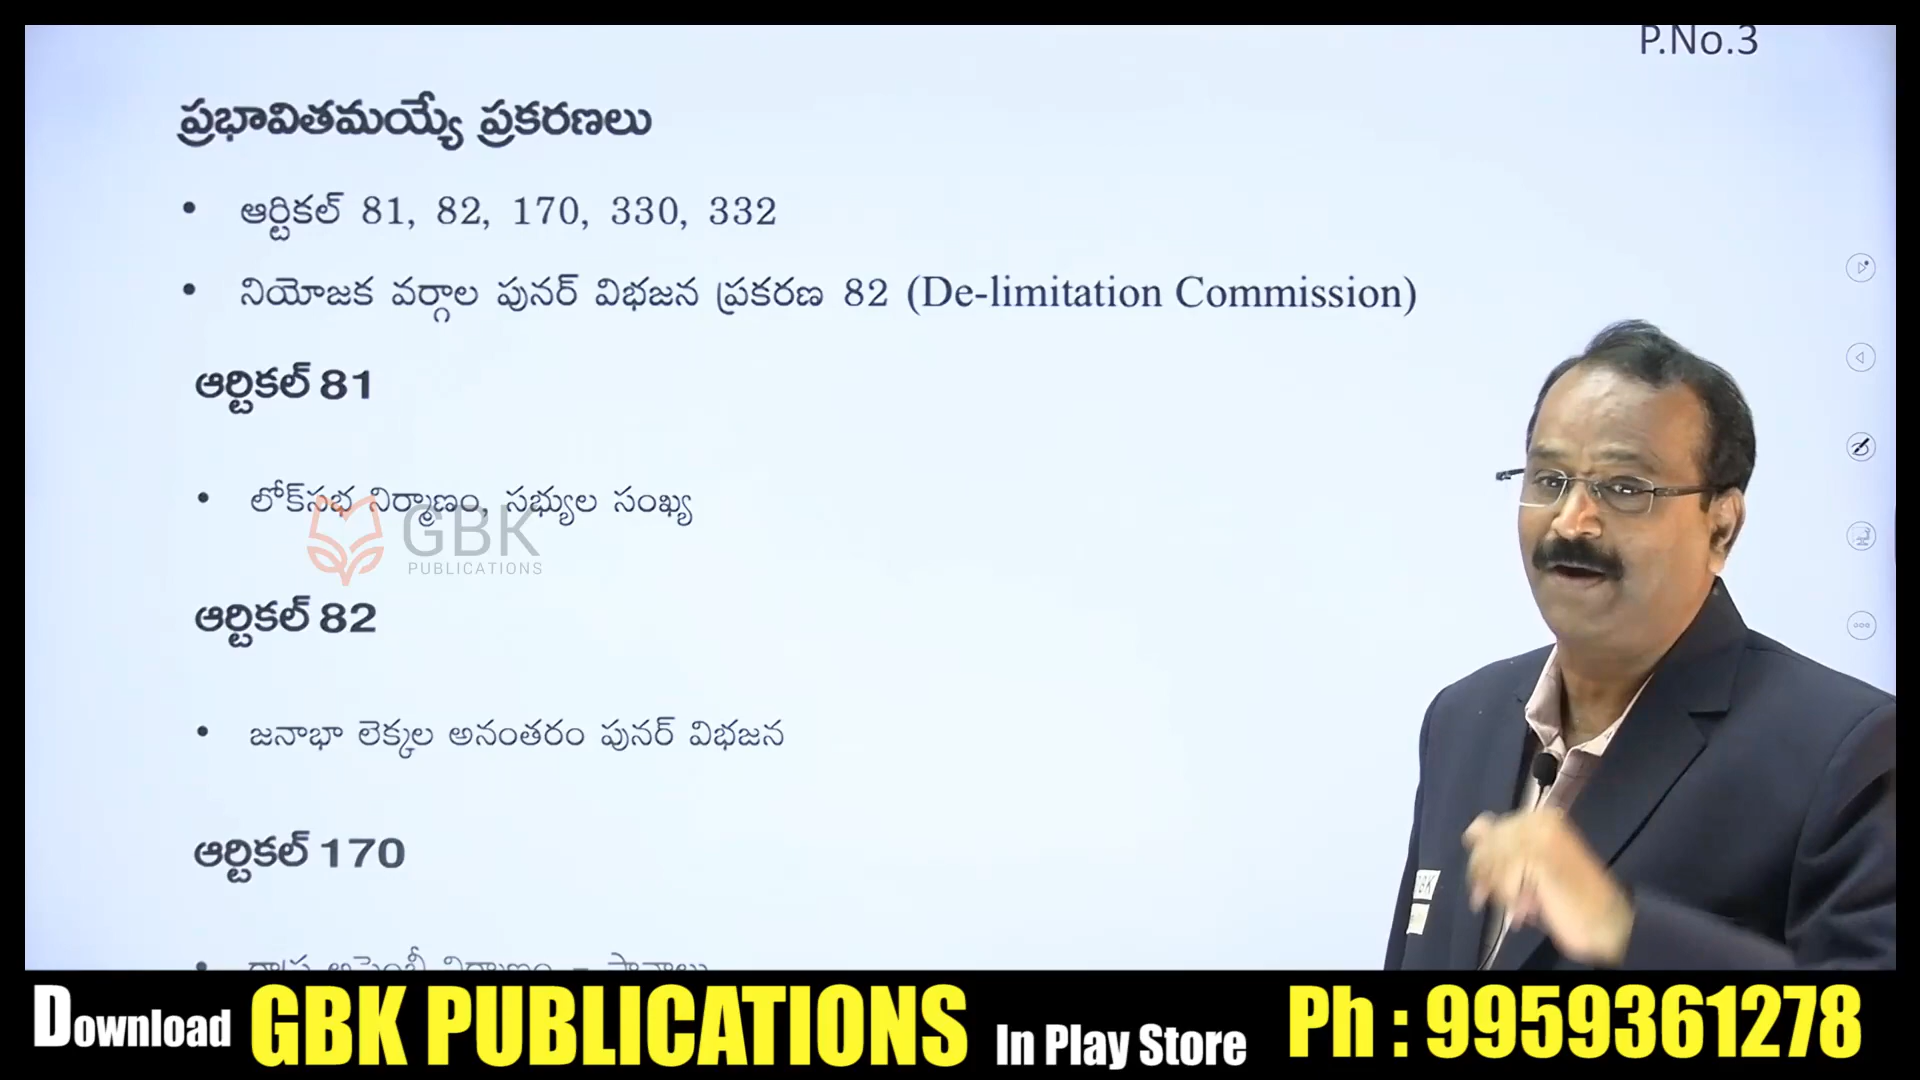 P.No.3
ప్రభావితమయ్యే ప్రకరణలు
• ఆర్టికల్ 81, 82, 170, 330, 332
• నియోజక వర్గాల పునర్ విభజన ప్రకరణ 82 (De-limitation Commission)
ఆర్టికల్ 81
• లోక్‌సభ నిర్మాణం, సభ్యుల సంఖ్య
GBK
PUBLICATIONS
ఆర్టికల్ 82
• జనాభా లెక్కల అనంతరం పునర్ విభజన
ఆర్టికల్ 170
Download GBK PUBLICATIONS In Play Store Ph : 9959361278